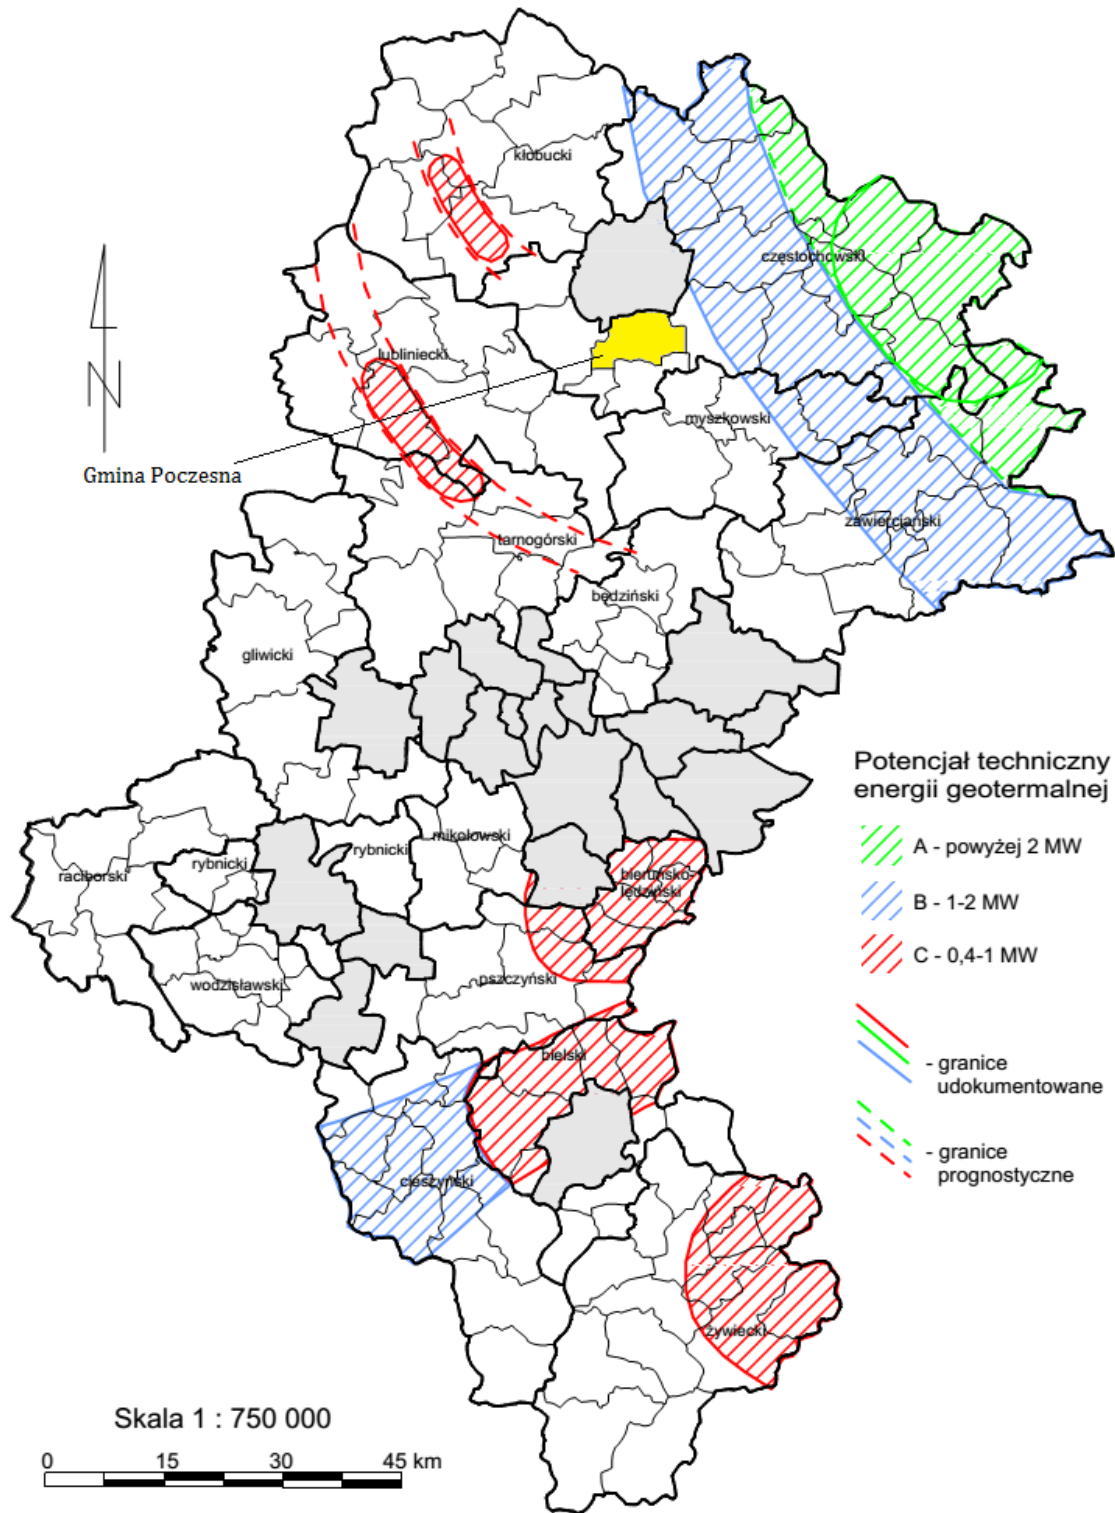 kłobucki
częstochowski
lubliniecki
N
myszkowski
Gmina Poczesna
zawierciański
tarnogórski
będziński
gliwicki
Potencjał techniczny
energii geotermalnej
mikołowski
rybnicki
rybnicki
raciborski
bieruńsko-
lędziński
A - powyżej 2 MW
B - 1-2 MW
C - 0,4-1 MW
pszczyński
wodzisławski
bielski
- granice
udokumentowane
cieszyński
- granice
prognostyczne
żywiecki
Skala 1 : 750 000
0 15 30 45 km